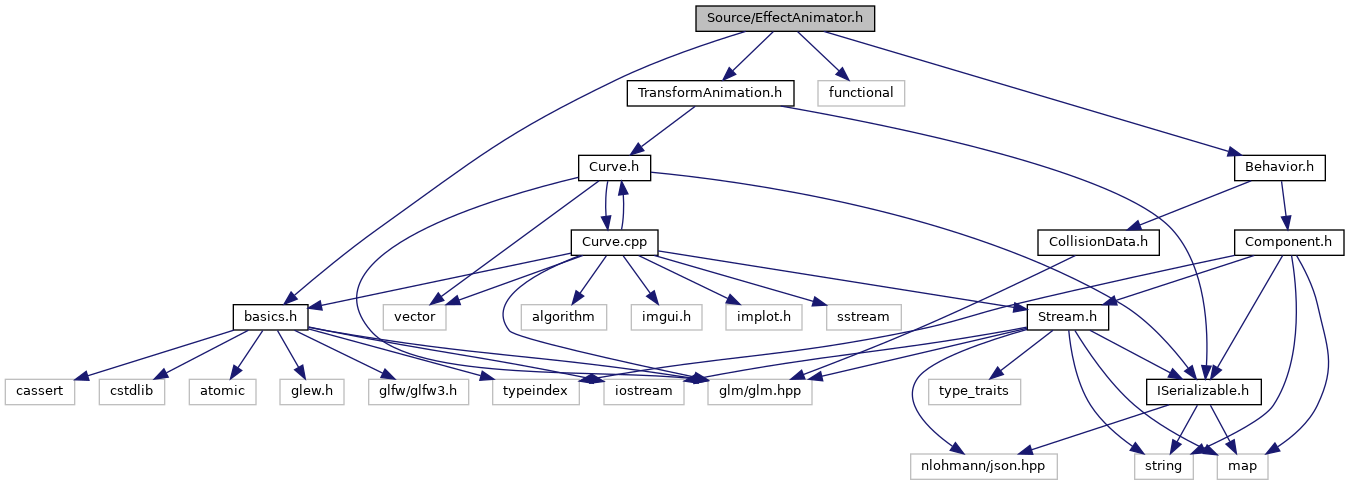 Source/EffectAnimator.h
TransformAnimation.h
functional
Curve.h
Behavior.h
Curve.cpp
CollisionData.h
Component.h
basics.h
vector
algorithm
imgui.h
implot.h
sstream
Stream.h
cassert
cstdlib
atomic
glew.h
glfw/glfw3.h
typeindex
iostream
glm/glm.hpp
type_traits
ISerializable.h
nlohmann/json.hpp
string
map